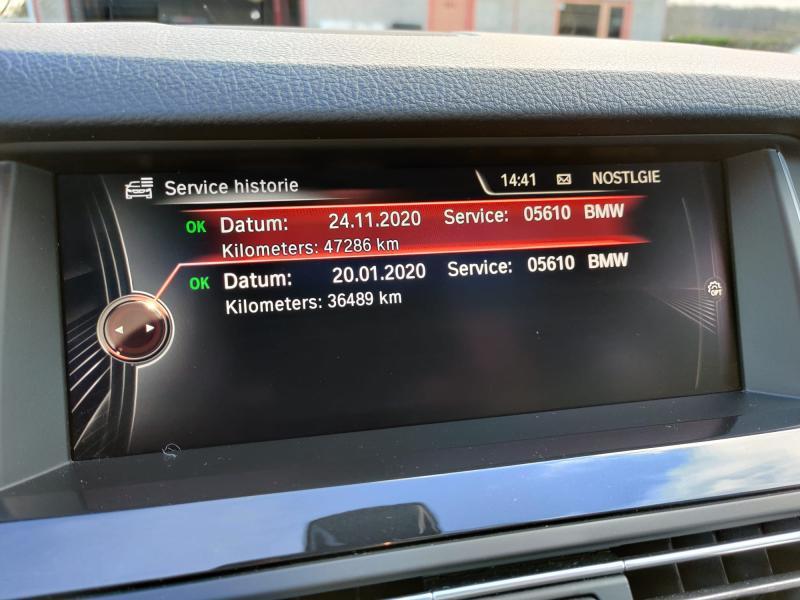 Service historie 14:41 NOSTLGIE
OK Datum: 24.11.2020 Service: 05610 BMW
Kilometers: 47286 km
OK Datum: 20.01.2020 Service: 05610 BMW
Kilometers: 36489 km
OPT